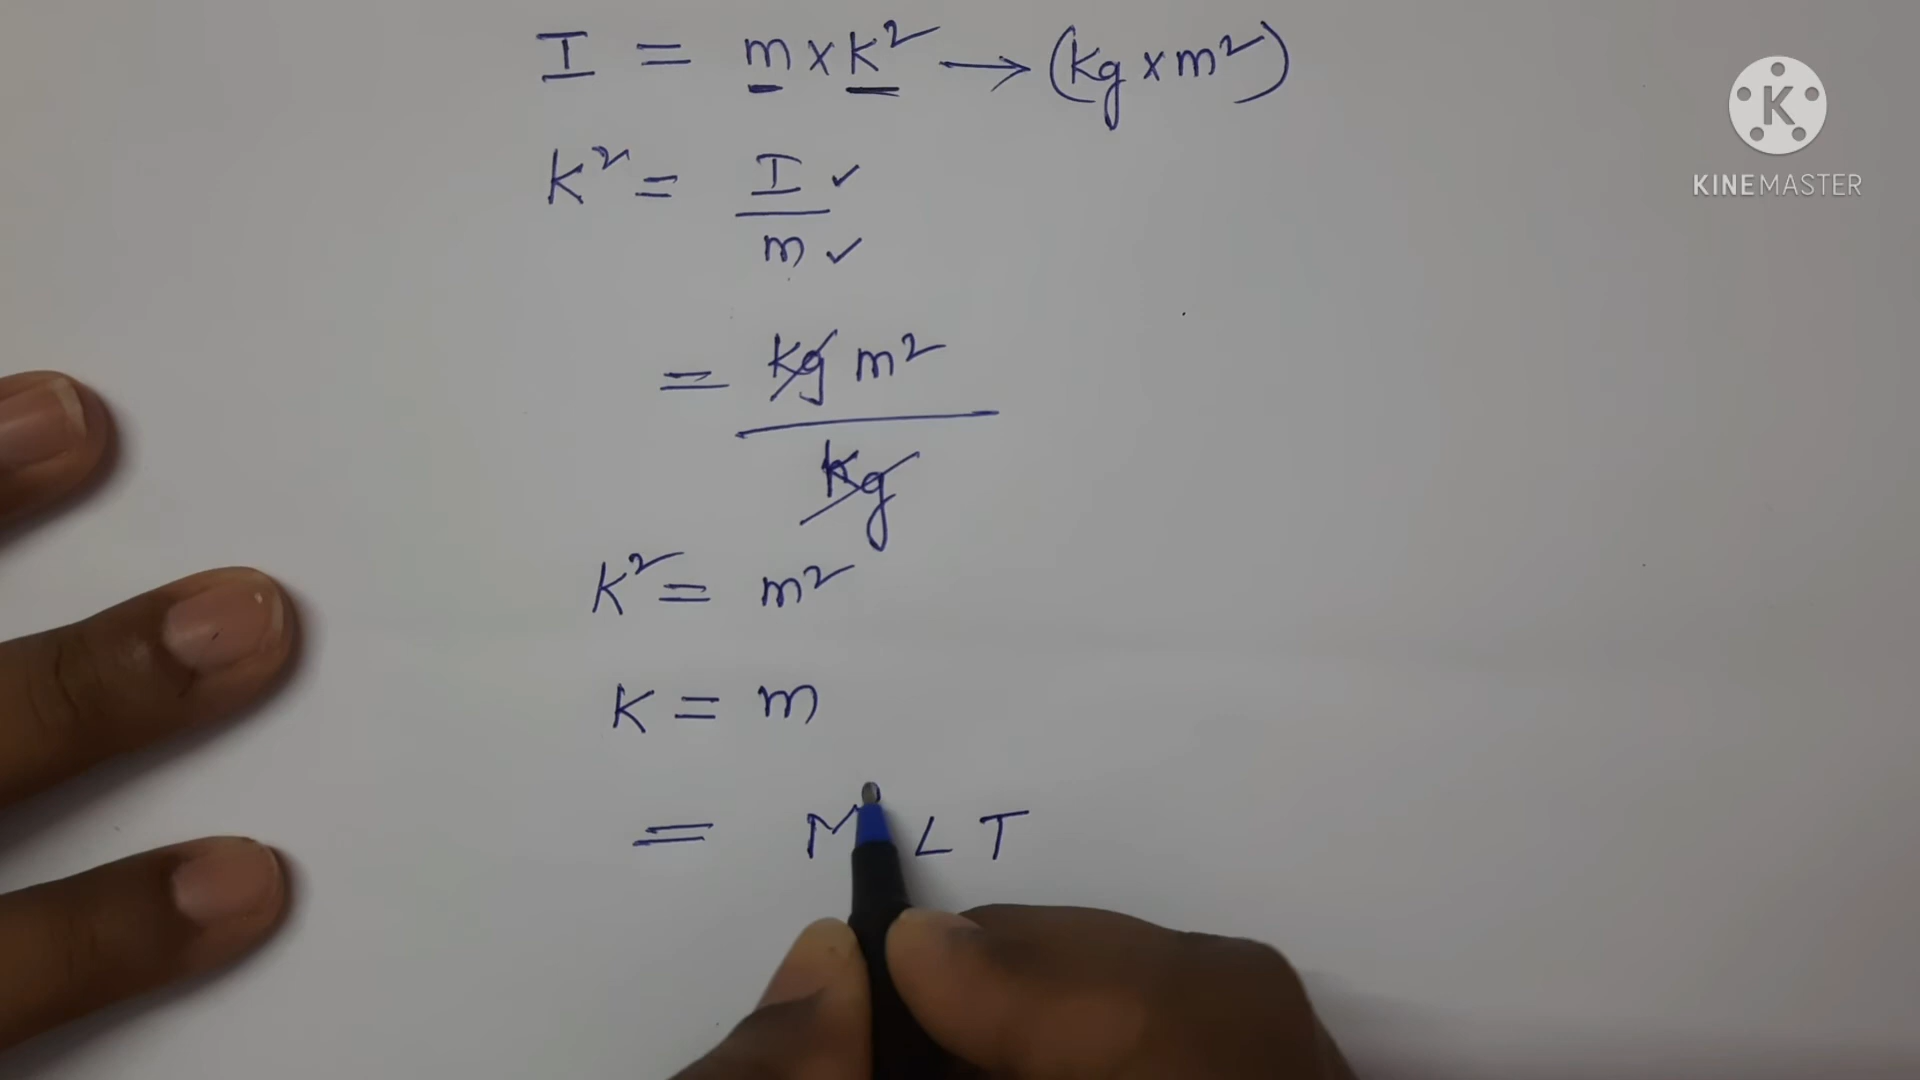 I = m x K² → (Kg x m²)
K
KINEMASTER
K² = I ✓
m ✓
= Kg m²
Kg
K² = m²
K = m
= M L T